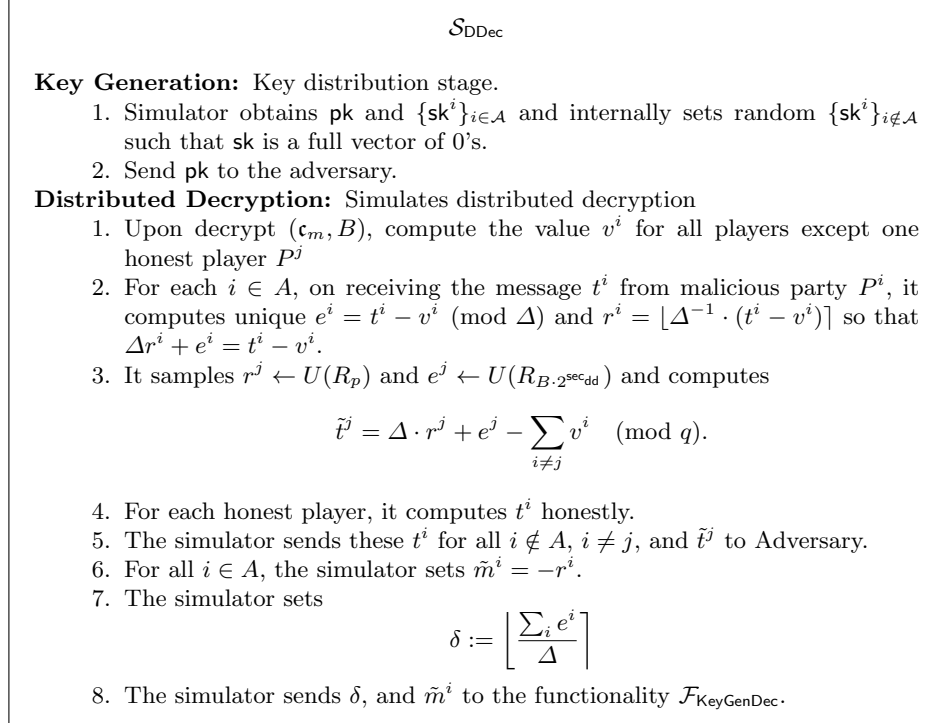 𝒮_DDec
Key Generation: Key distribution stage.
1. Simulator obtains pk and {sk^i}_{i∈𝒜} and internally sets random {sk^i}_{i∉𝒜}
such that sk is a full vector of 0's.
2. Send pk to the adversary.
Distributed Decryption: Simulates distributed decryption
1. Upon decrypt (𝔠_m, B), compute the value v^i for all players except one
honest player P^j
2. For each i ∈ A, on receiving the message t^i from malicious party P^i, it
computes unique e^i = t^i − v^i (mod Δ) and r^i = ⌊Δ^{−1} · (t^i − v^i)⌉ so that
Δr^i + e^i = t^i − v^i.
3. It samples r^j ← U(R_p) and e^j ← U(R_{B·2^{sec_dd}}) and computes
t̃^j = Δ · r^j + e^j − ∑_{i≠j} v^i (mod q).
4. For each honest player, it computes t^i honestly.
5. The simulator sends these t^i for all i ∉ A, i ≠ j, and t̃^j to Adversary.
6. For all i ∈ A, the simulator sets m̃^i = −r^i.
7. The simulator sets
δ := ⌊∑_i e^i / Δ⌉
8. The simulator sends δ, and m̃^i to the functionality ℱ_KeyGenDec.